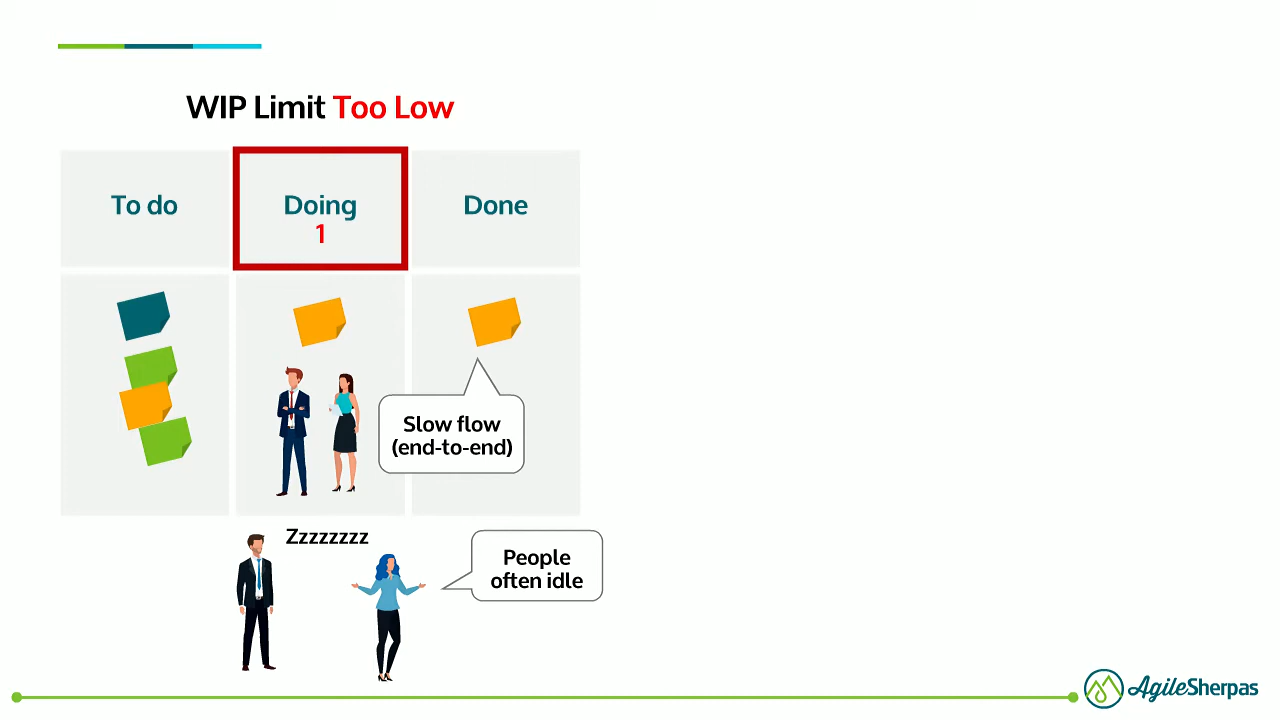 WIP Limit Too Low
To do
Doing
1
Done
Slow flow
(end-to-end)
Zzzzzzzz
People
often idle
AgileSherpas